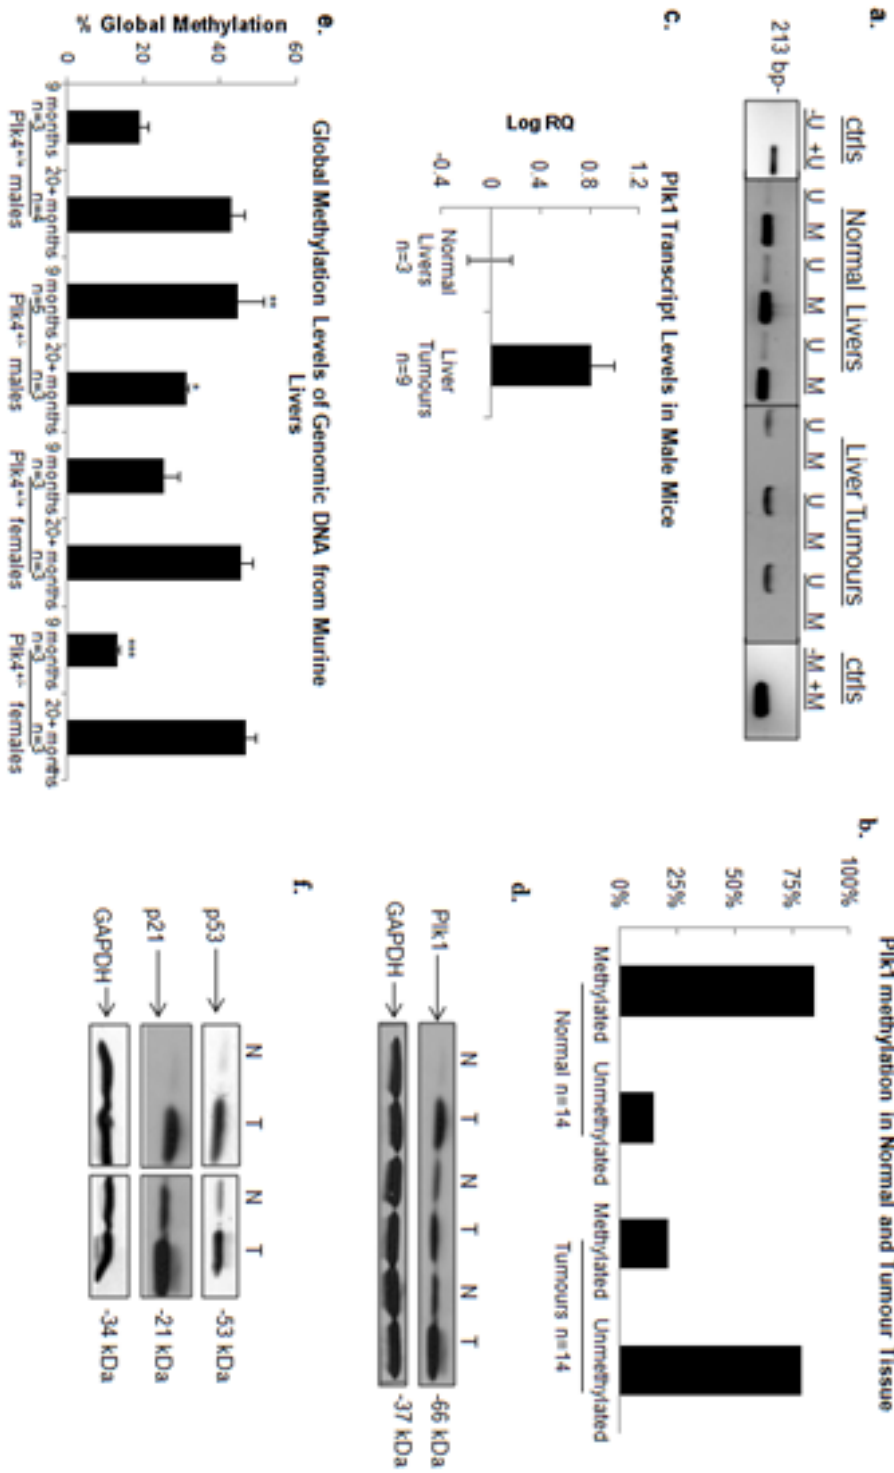 a.
ctrls Normal Livers Liver Tumours ctrls
-U +U U M U M U M U M U M U M -M +M
213 bp-
b.
Plk1 methylation in Normal and Tumour Tissue
100%
75%
50%
25%
0%
Methylated Unmethylated Methylated Unmethylated
Normal n=14 Tumours n=14
c.
Plk1 Transcript Levels in Male Mice
Log RQ
1.2
0.8
0.4
0
-0.4
Normal Livers n=3
Liver Tumours n=9
d.
N T N T N T
Plk1 -66 kDa
GAPDH -37 kDa
e.
Global Methylation Levels of Genomic DNA from Murine
Livers
% Global Methylation
60
40
20
0
** * ***
9 months 20+ months 9 months 20+ months 9 months 20+ months 9 months 20+ months
n=3 n=4 n=5 n=3 n=3 n=3 n=3 n=3
Plk4+/+ males Plk4+/- males Plk4+/+ females Plk4+/- females
f.
N T N T
p53 -53 kDa
p21 -21 kDa
GAPDH -34 kDa